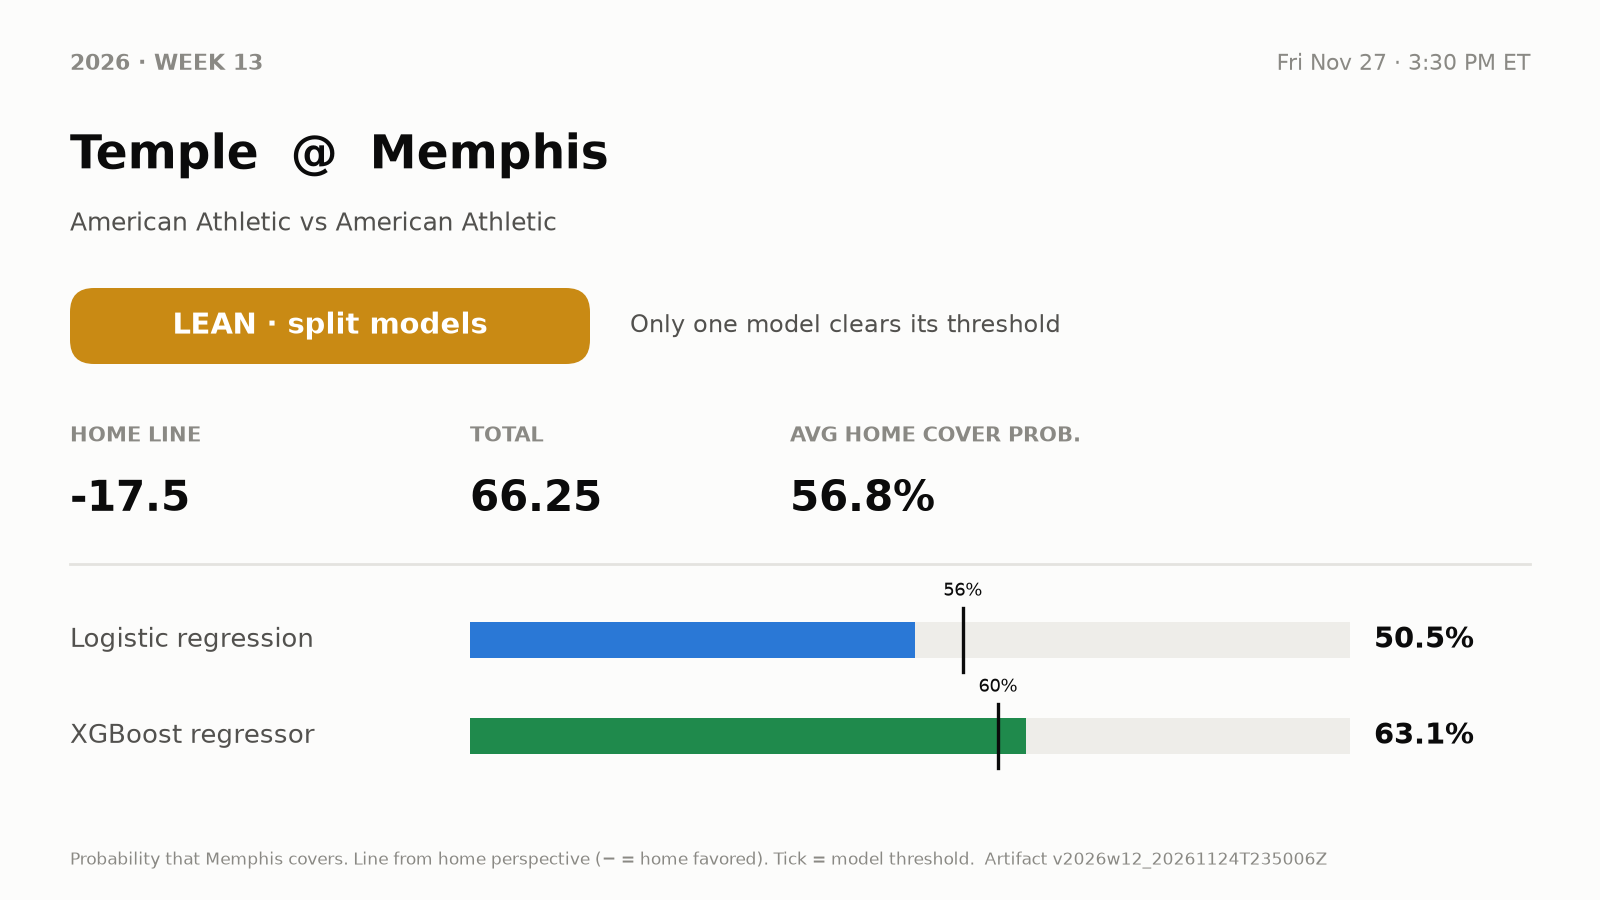 2026 · WEEK 13
Fri Nov 27 · 3:30 PM ET
Temple @ Memphis
American Athletic vs American Athletic
LEAN · split models
Only one model clears its threshold
HOME LINE
TOTAL
AVG HOME COVER PROB.
-17.5
66.25
56.8%
56%
Logistic regression
50.5%
60%
XGBoost regressor
63.1%
Probability that Memphis covers. Line from home perspective (− = home favored). Tick = model threshold.  Artifact v2026w12_20261124T235006Z